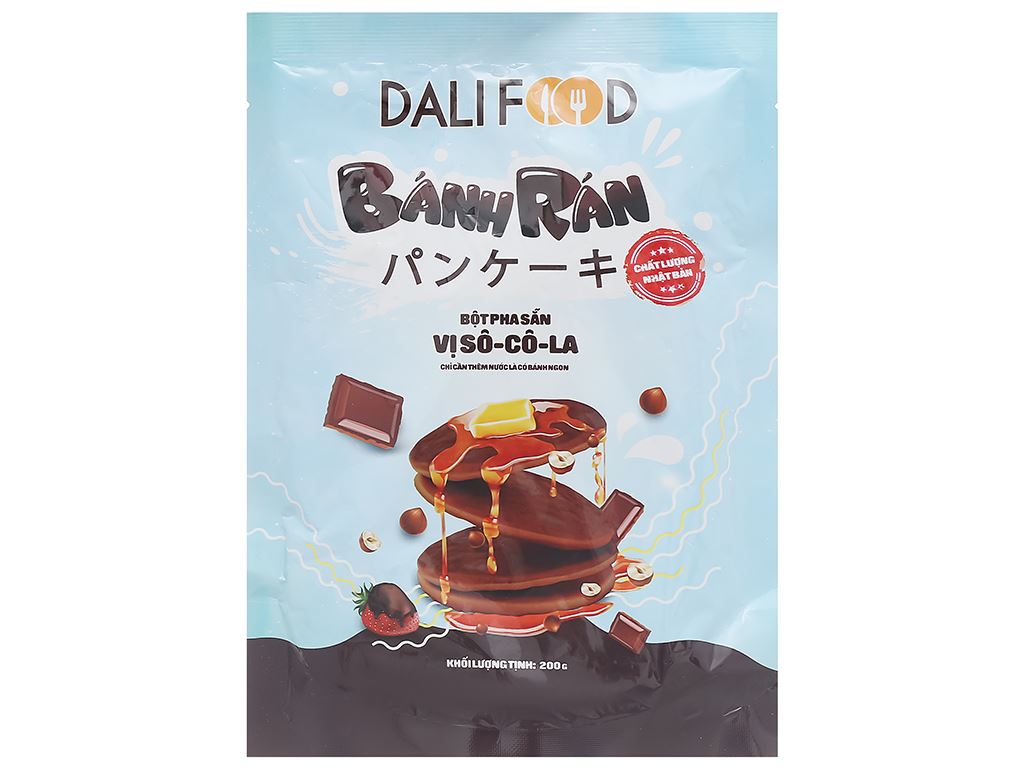 DALI FOOD
BÁNH RÁN
パンケーキ
CHẤT LƯỢNG
NHẬT BẢN
BỘT PHA SẴN
VỊ SÔ-CÔ-LA
CHỈ CẦN THÊM NƯỚC LÀ CÓ BÁNH NGON
KHỐI LƯỢNG TỊNH: 200 G